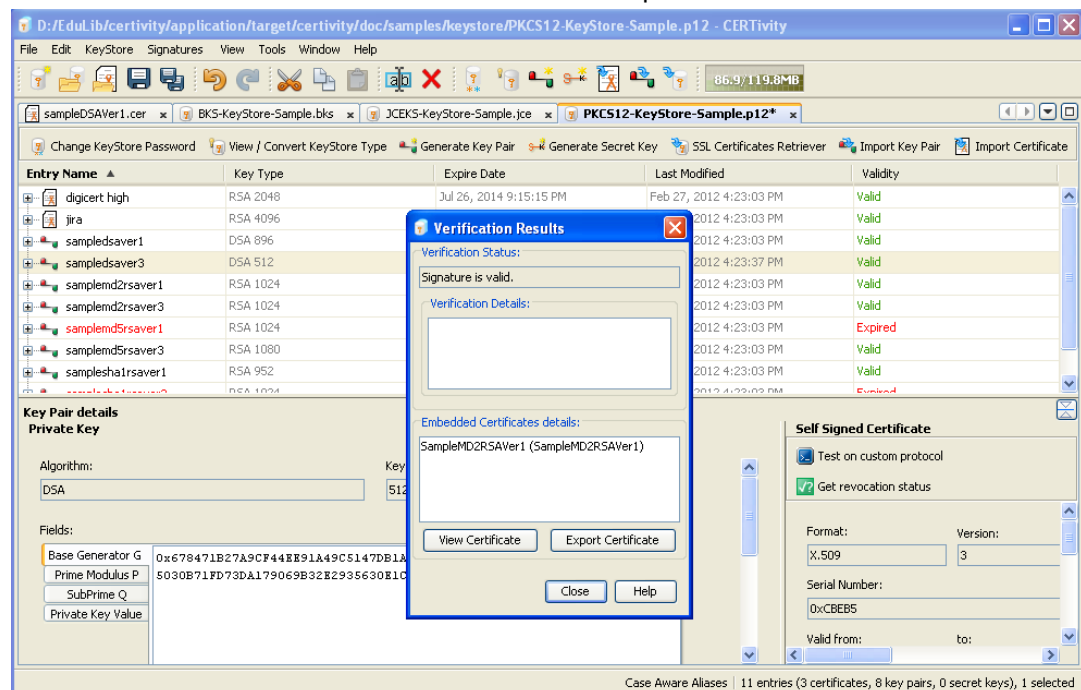 D:/EduLib/certivity/application/target/certivity/doc/samples/keystore/PKCS12-KeyStore-Sample.p12 - CERTivity
File Edit KeyStore Signatures View Tools Window Help
86.9/119.8MB
sampleDSAVer1.cer x BKS-KeyStore-Sample.bks x JCEKS-KeyStore-Sample.jce x PKCS12-KeyStore-Sample.p12* x
Change KeyStore Password View / Convert KeyStore Type Generate Key Pair Generate Secret Key SSL Certificates Retriever Import Key Pair Import Certificate
Entry Name Key Type Expire Date Last Modified Validity
digicert high RSA 2048 Jul 26, 2014 9:15:15 PM Feb 27, 2012 4:23:03 PM Valid
jira RSA 4096 2012 4:23:03 PM Valid
sampledsaver1 DSA 896 2012 4:23:03 PM Valid
sampledsaver3 DSA 512 2012 4:23:37 PM Valid
samplemd2rsaver1 RSA 1024 2012 4:23:03 PM Valid
samplemd2rsaver3 RSA 1024 2012 4:23:03 PM Valid
samplemd5rsaver1 RSA 1024 2012 4:23:03 PM Expired
samplemd5rsaver3 RSA 1080 2012 4:23:03 PM Valid
samplesha1rsaver1 RSA 952 2012 4:23:03 PM Valid
Verification Results
Verification Status:
Signature is valid.
Verification Details:
Embedded Certificates details:
SampleMD2RSAVer1 (SampleMD2RSAVer1)
View Certificate Export Certificate
Close Help
Key Pair details
Private Key
Algorithm: Key
DSA 512
Fields:
Base Generator G
Prime Modulus P
SubPrime Q
Private Key Value
0x678471B27A9CF44EE91A49C5147DB1A
5030B71FD73DA179069B32E2935630E1C
Self Signed Certificate
Test on custom protocol
Get revocation status
Format: Version:
X.509 3
Serial Number:
0xCBEB5
Valid from: to:
Case Aware Aliases 11 entries (3 certificates, 8 key pairs, 0 secret keys), 1 selected